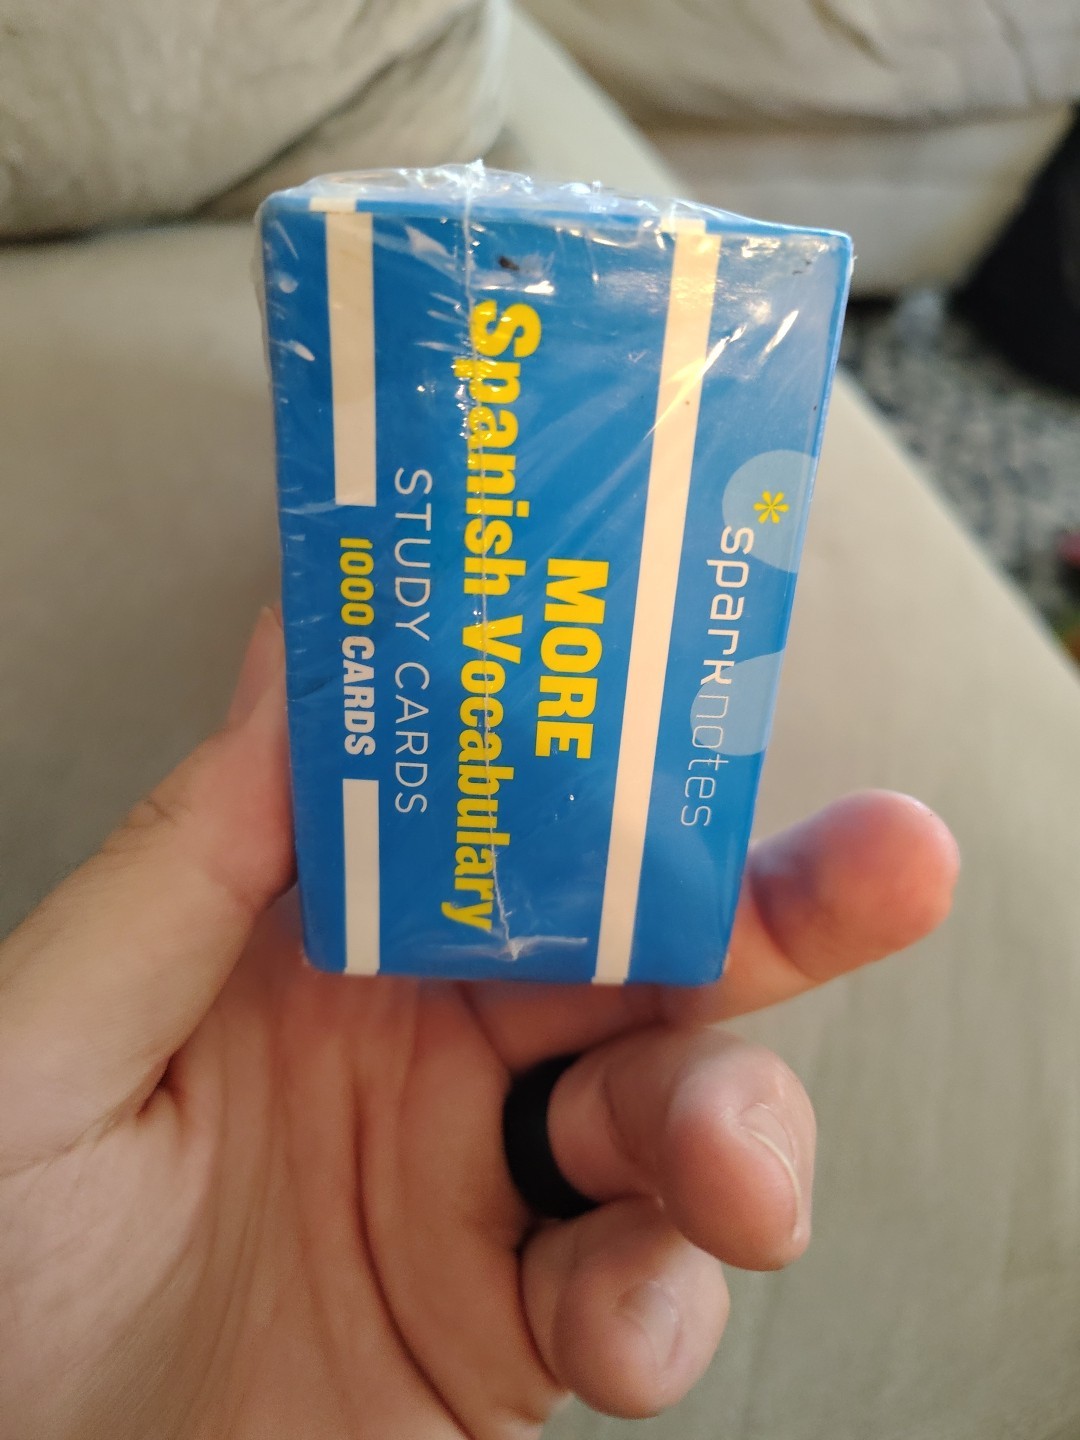 *sparknotes
MORE
Spanish Vocabulary
STUDY CARDS
1000 CARDS